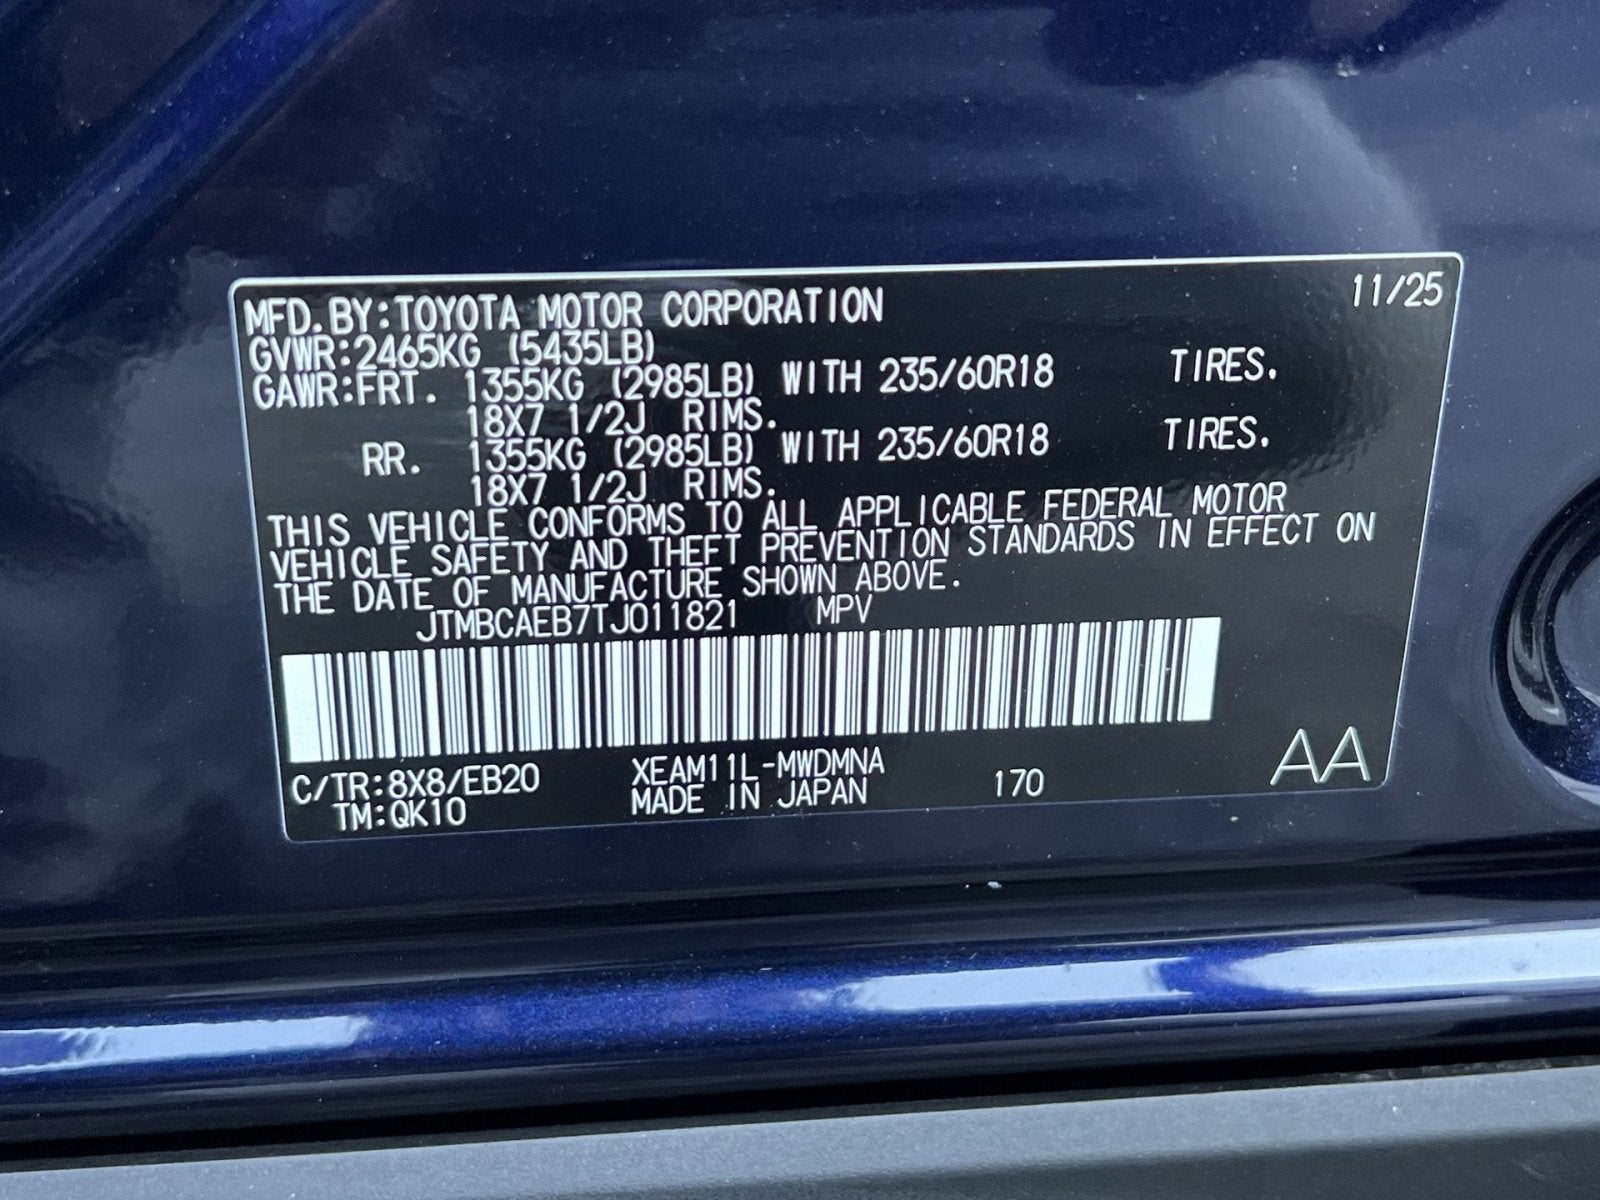 11/25
MFD. BY:TOYOTA MOTOR CORPORATION
GVWR:2465KG (5435LB)
GAWR:FRT. 1355KG (2985LB) WITH 235/60R18 TIRES.
18X7 1/2J RIMS.
RR. 1355KG (2985LB) WITH 235/60R18 TIRES.
18X7 1/2J RIMS.
THIS VEHICLE CONFORMS TO ALL APPLICABLE FEDERAL MOTOR
VEHICLE SAFETY AND THEFT PREVENTION STANDARDS IN EFFECT ON
THE DATE OF MANUFACTURE SHOWN ABOVE.
JTMBCAEB7TJ011821 MPV
C/TR:8X8/EB20 XEAM11L-MWDMNA
TM:QK10 MADE IN JAPAN 170 AA